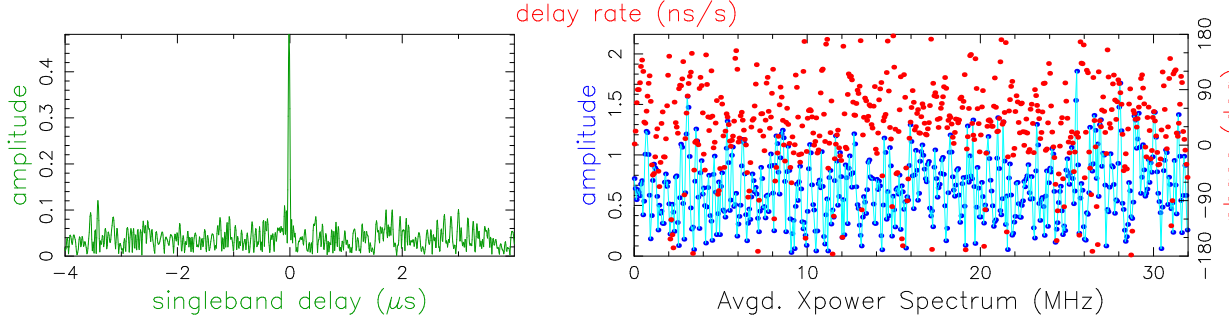 delay rate (ns/s)
amplitude
0 0.1 0.2 0.3 0.4
−4 −2 0 2
singleband delay (μs)
amplitude
0 0.5 1 1.5 2
0 10 20 30
Avgd. Xpower Spectrum (MHz)
−180 −90 0 90 180